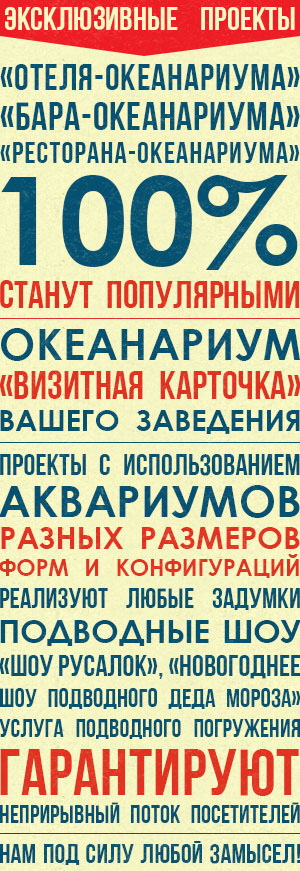 ЭКСКЛЮЗИВНЫЕ ПРОЕКТЫ
«ОТЕЛЯ-ОКЕАНАРИУМА»
«БАРА-ОКЕАНАРИУМА»
«РЕСТОРАНА-ОКЕАНАРИУМА»
100%
СТАНУТ ПОПУЛЯРНЫМИ
ОКЕАНАРИУМ
«ВИЗИТНАЯ КАРТОЧКА»
ВАШЕГО ЗАВЕДЕНИЯ
ПРОЕКТЫ С ИСПОЛЬЗОВАНИЕМ
АКВАРИУМОВ
РАЗНЫХ РАЗМЕРОВ
ФОРМ И КОНФИГУРАЦИЙ
РЕАЛИЗУЮТ ЛЮБЫЕ ЗАДУМКИ
ПОДВОДНЫЕ ШОУ
«ШОУ РУСАЛОК», «НОВОГОДНЕЕ
ШОУ ПОДВОДНОГО ДЕДА МОРОЗА»
УСЛУГА ПОДВОДНОГО ПОГРУЖЕНИЯ
ГАРАНТИРУЮТ
НЕПРИРЫВНЫЙ ПОТОК ПОСЕТИТЕЛЕЙ
НАМ ПОД СИЛУ ЛЮБОЙ ЗАМЫСЕЛ!